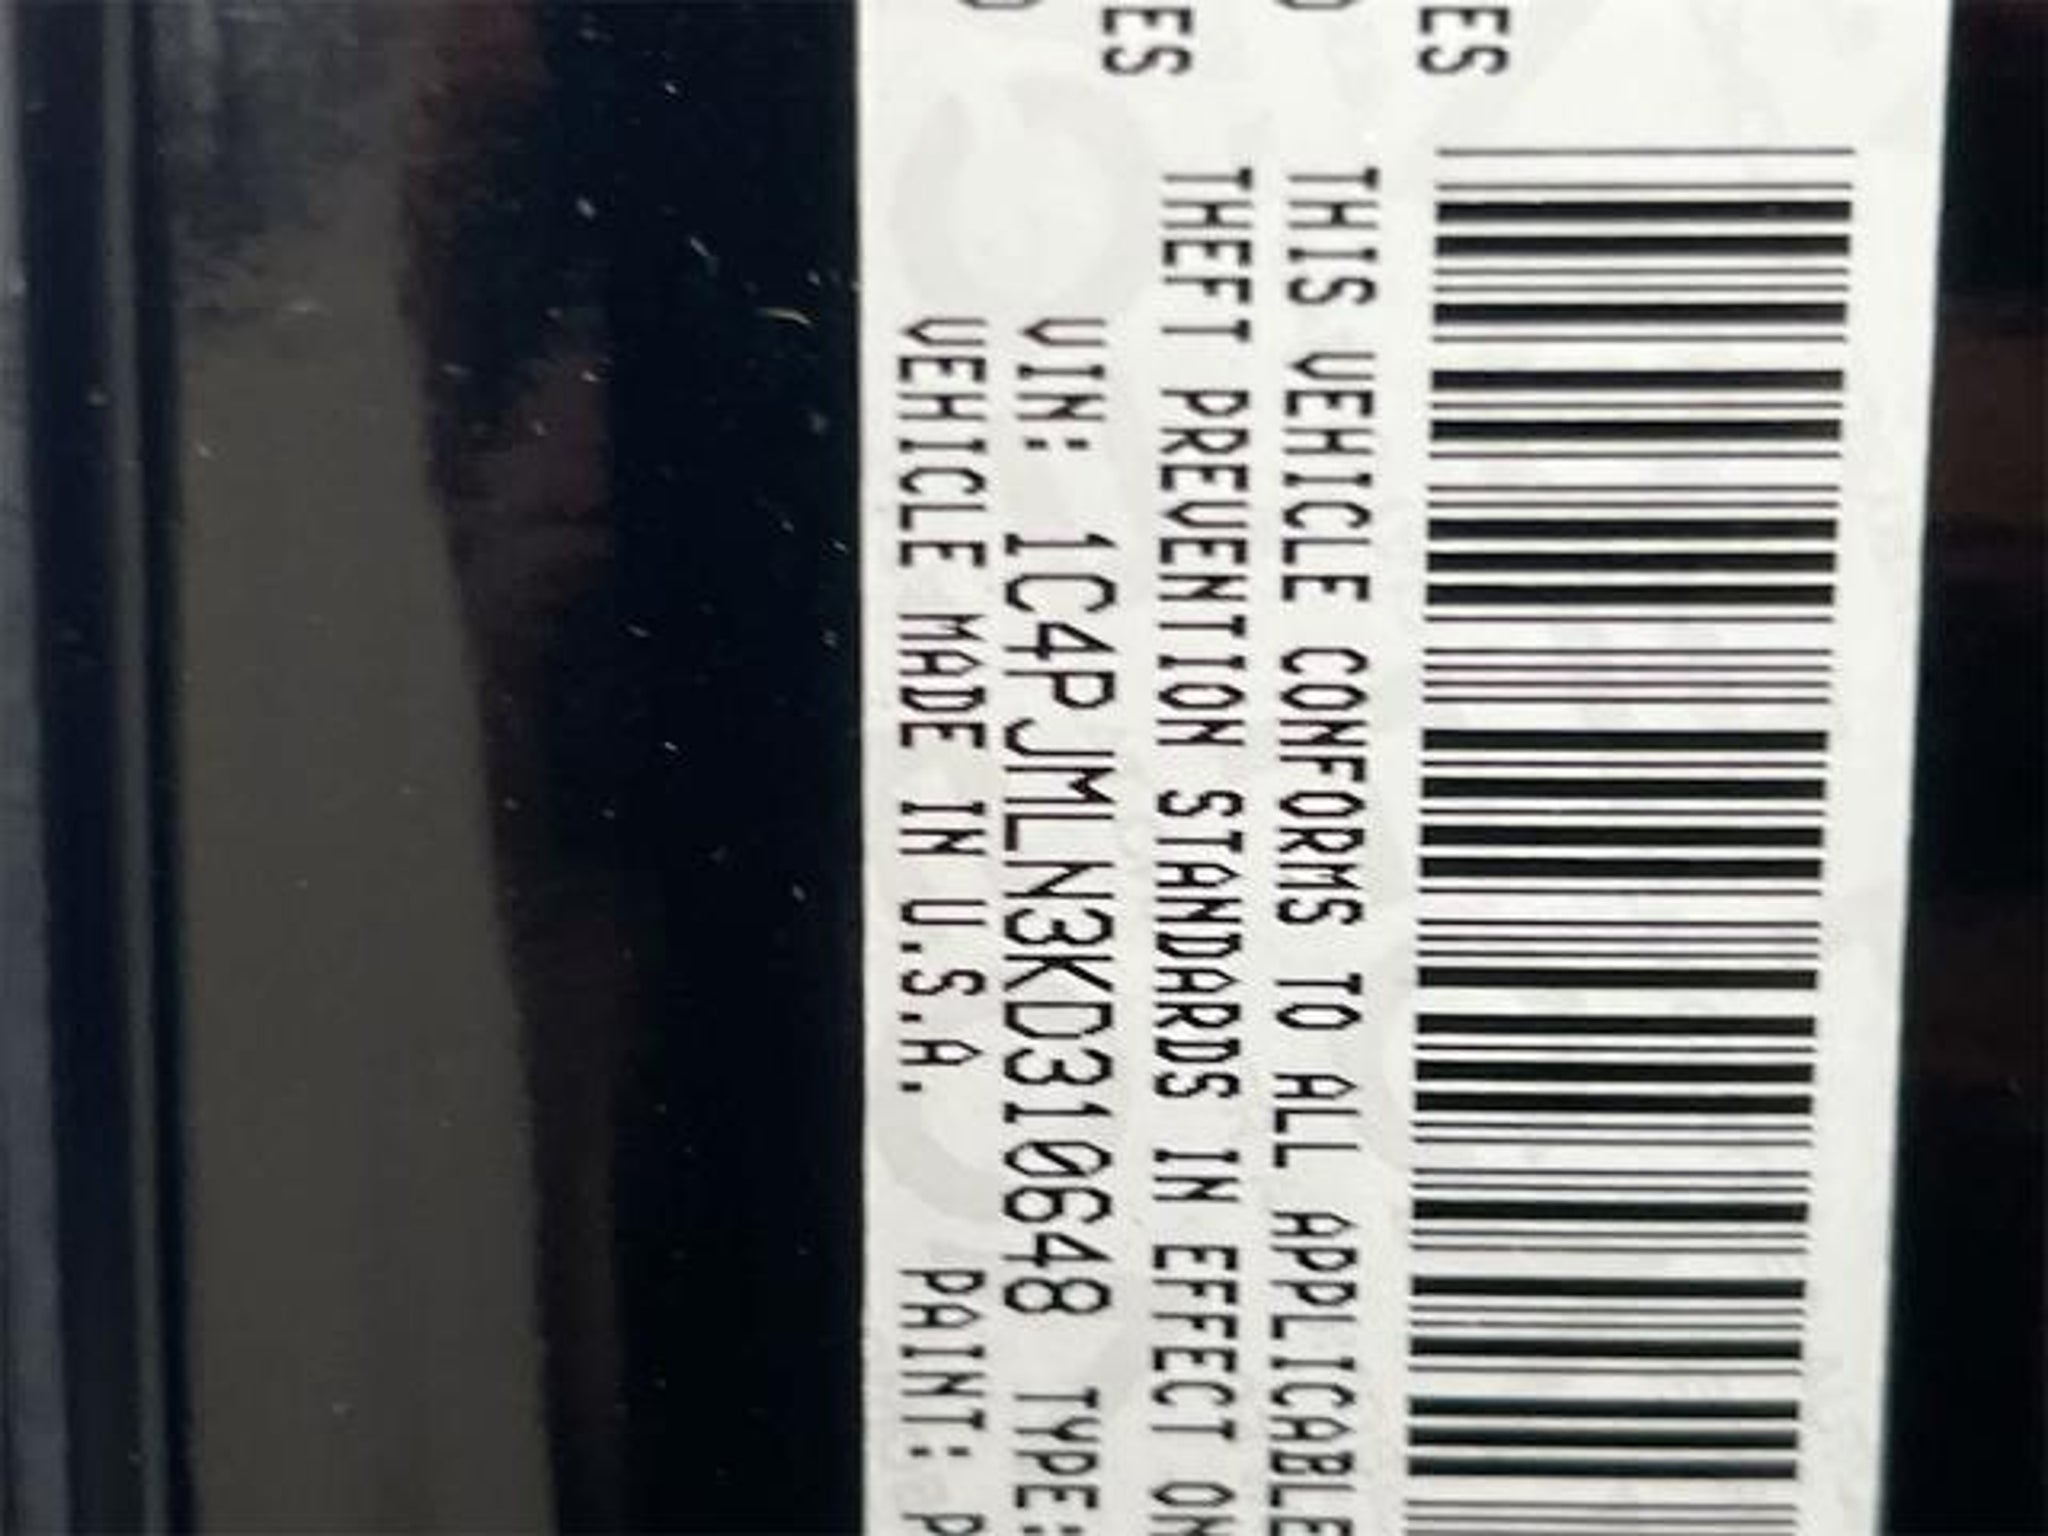 ES
ES
THIS VEHICLE CONFORMS TO ALL APPLICABLE
THEFT PREVENTION STANDARDS IN EFFECT ON
VIN: 1C4PJMLN3KD310648 TYPE:
VEHICLE MADE IN U.S.A. PAINT: P